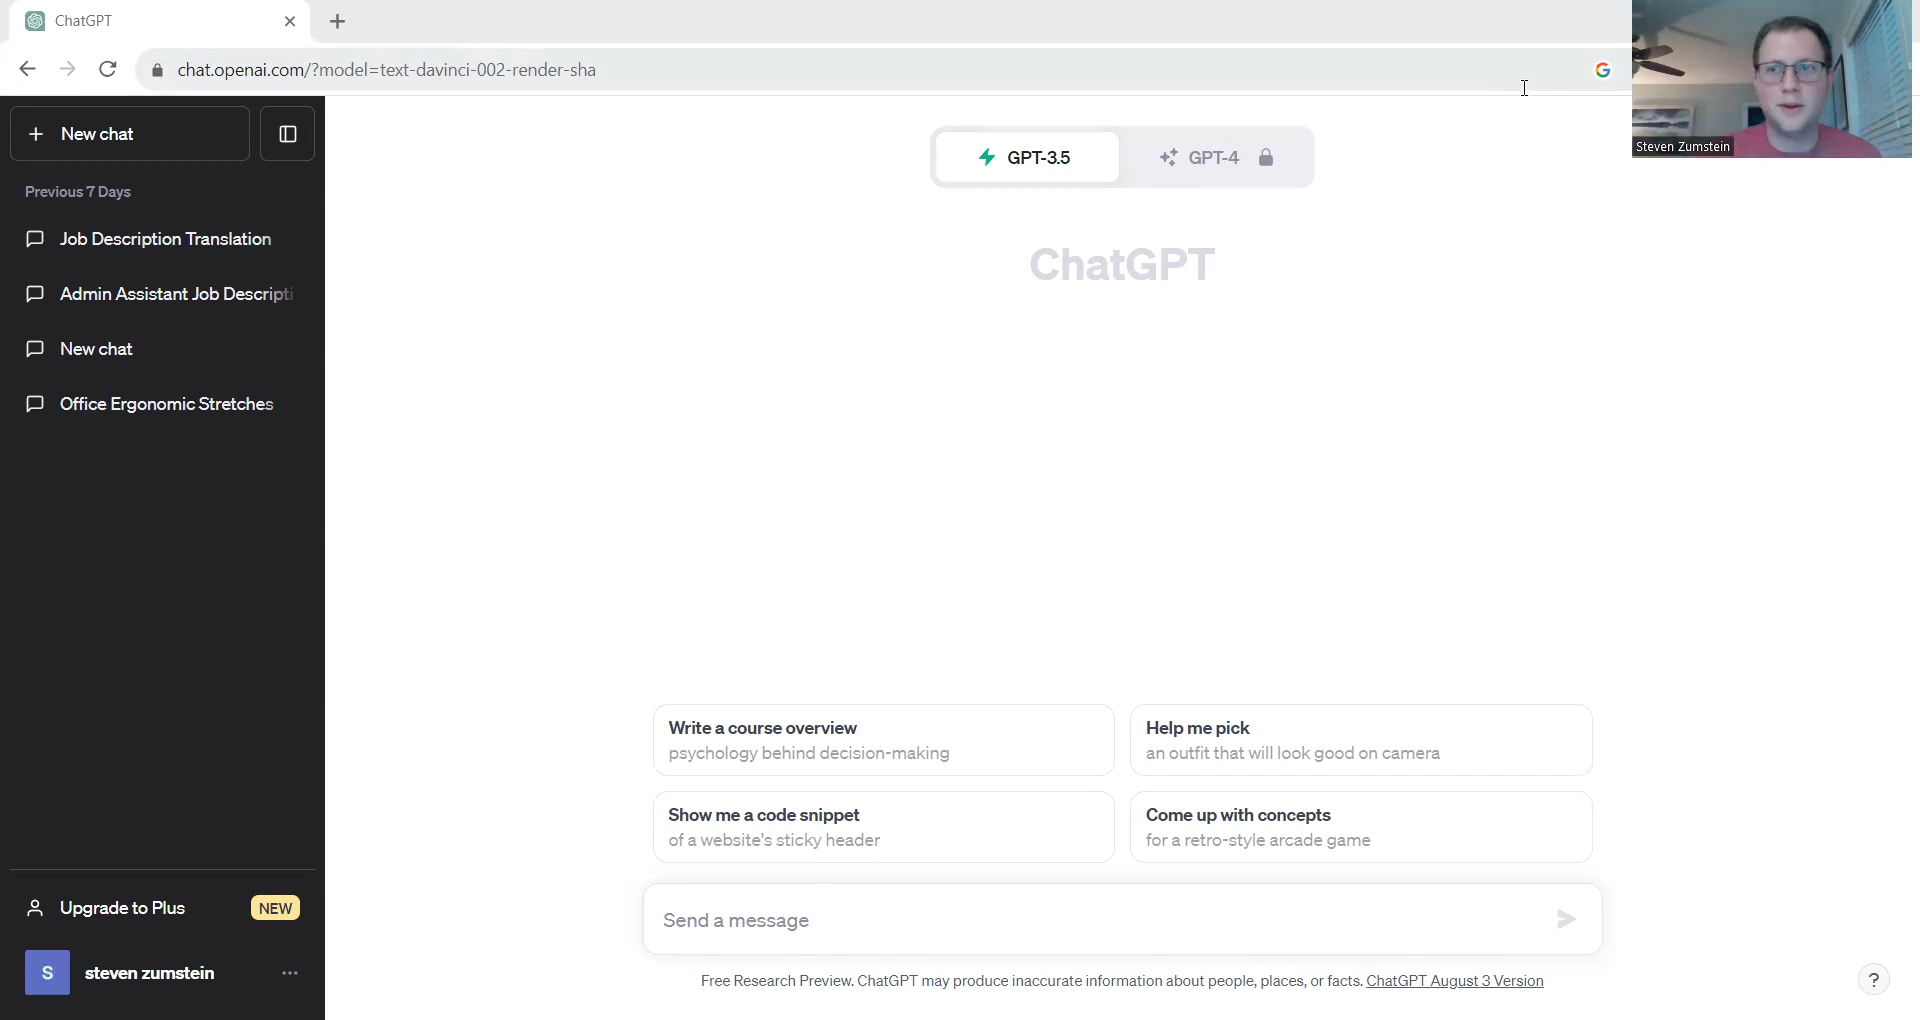 ChatGPT
chat.openai.com/?model=text-davinci-002-render-sha
Steven Zumstein
New chat
Previous 7 Days
Job Description Translation
Admin Assistant Job Descripti
New chat
Office Ergonomic Stretches
Upgrade to Plus NEW
S steven zumstein
GPT-3.5 GPT-4
ChatGPT
Write a course overview
psychology behind decision-making
Help me pick
an outfit that will look good on camera
Show me a code snippet
of a website's sticky header
Come up with concepts
for a retro-style arcade game
Send a message
Free Research Preview. ChatGPT may produce inaccurate information about people, places, or facts. ChatGPT August 3 Version
?